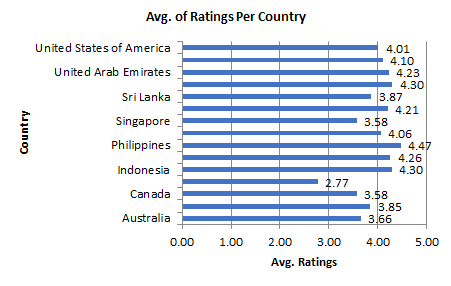 Avg. of Ratings Per Country
Country
United States of America 4.01
4.10
United Arab Emirates 4.23
4.30
Sri Lanka 3.87
4.21
Singapore 3.58
4.06
Philippines 4.47
4.26
Indonesia 4.30
2.77
Canada 3.58
3.85
Australia 3.66
0.00 1.00 2.00 3.00 4.00 5.00
Avg. Ratings